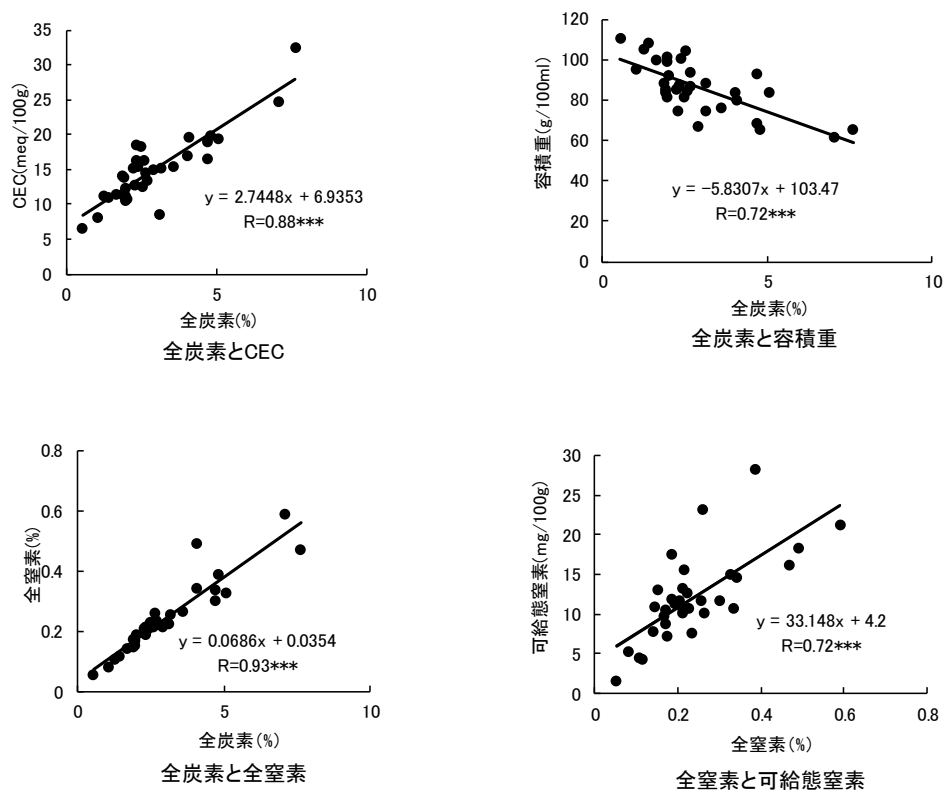 35
30
25
20
15
10
5
0
0
5
10
CEC(meq/100g)
y = 2.7448x + 6.9353
R=0.88***
全炭素(%)
全炭素とCEC
120
100
80
60
40
20
0
0
5
10
容積重(g/100ml)
y = −5.8307x + 103.47
R=0.72***
全炭素(%)
全炭素と容積重
0.8
0.6
0.4
0.2
0.0
0
5
10
全窒素(%)
y = 0.0686x + 0.0354
R=0.93***
全炭素(%)
全炭素と全窒素
30
25
20
15
10
5
0
0
0.2
0.4
0.6
0.8
可給態窒素(mg/100g)
y = 33.148x + 4.2
R=0.72***
全窒素(%)
全窒素と可給態窒素